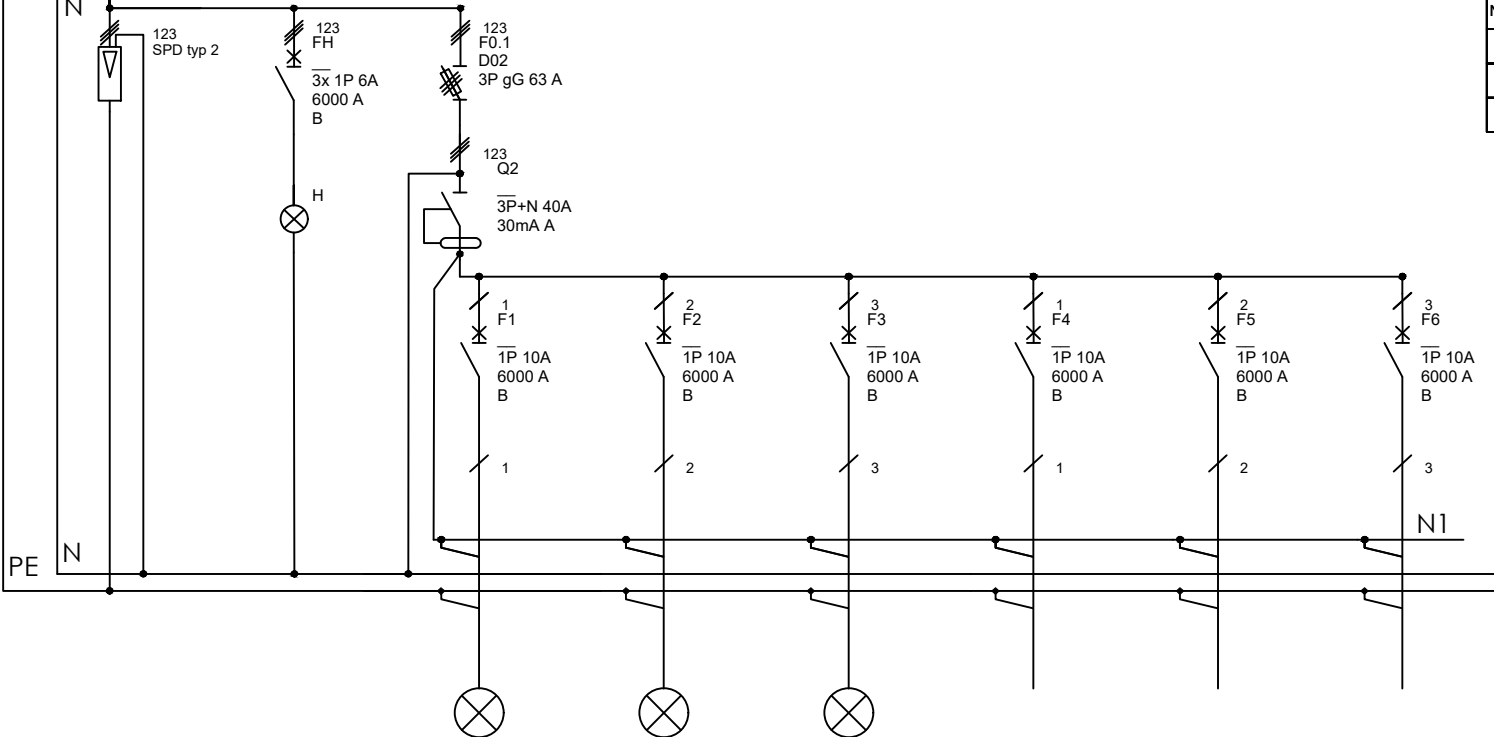 N
123
SPD typ 2
123
FH
3x 1P 6A
6000 A
B
H
123
F0.1
D02
3P gG 63 A
123
Q2
3P+N 40A
30mA A
1
F1
1P 10A
6000 A
B
1
2
F2
1P 10A
6000 A
B
2
3
F3
1P 10A
6000 A
B
3
1
F4
1P 10A
6000 A
B
1
2
F5
1P 10A
6000 A
B
2
3
F6
1P 10A
6000 A
B
3
N1
N
PE